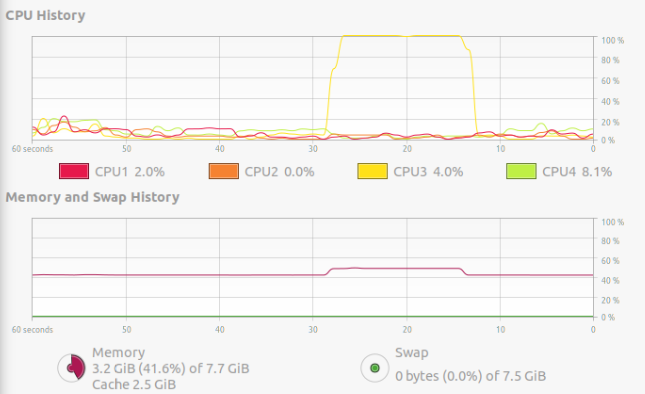 CPU History
100 %
80 %
60 %
40 %
20 %
0 %
60 seconds 50 40 30 20 10 0
CPU1 2.0% CPU2 0.0% CPU3 4.0% CPU4 8.1%
Memory and Swap History
100 %
80 %
60 %
40 %
20 %
0 %
60 seconds 50 40 30 20 10 0
Memory
3.2 GiB (41.6%) of 7.7 GiB
Cache 2.5 GiB
Swap
0 bytes (0.0%) of 7.5 GiB